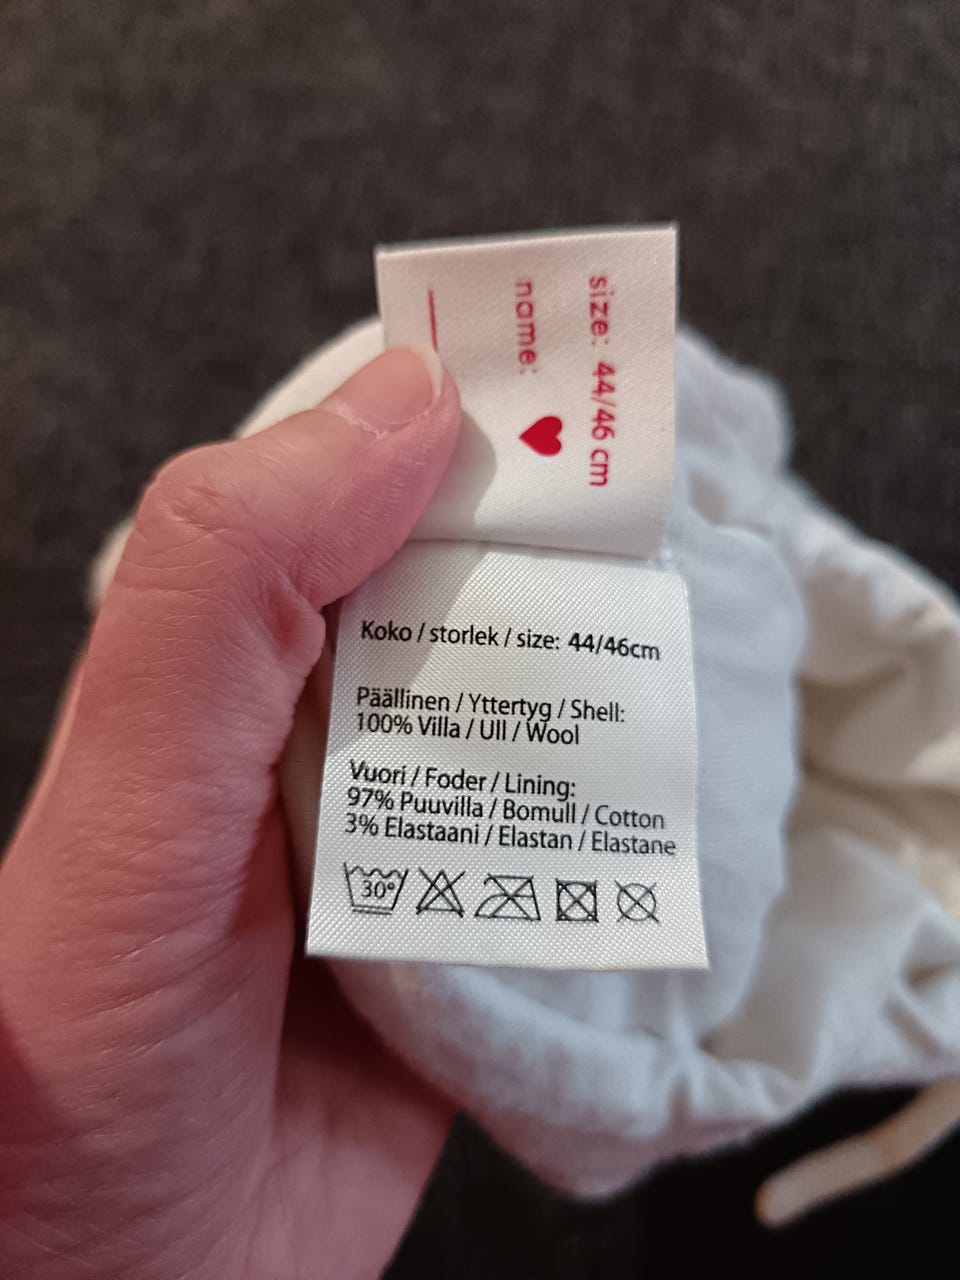 size: 44/46 cm
name:
Koko / storlek / size: 44/46cm
Päällinen / Yttertyg / Shell:
100% Villa / Ull / Wool
Vuori / Foder / Lining:
97% Puuvilla / Bomull / Cotton
3% Elastaani / Elastan / Elastane
30°